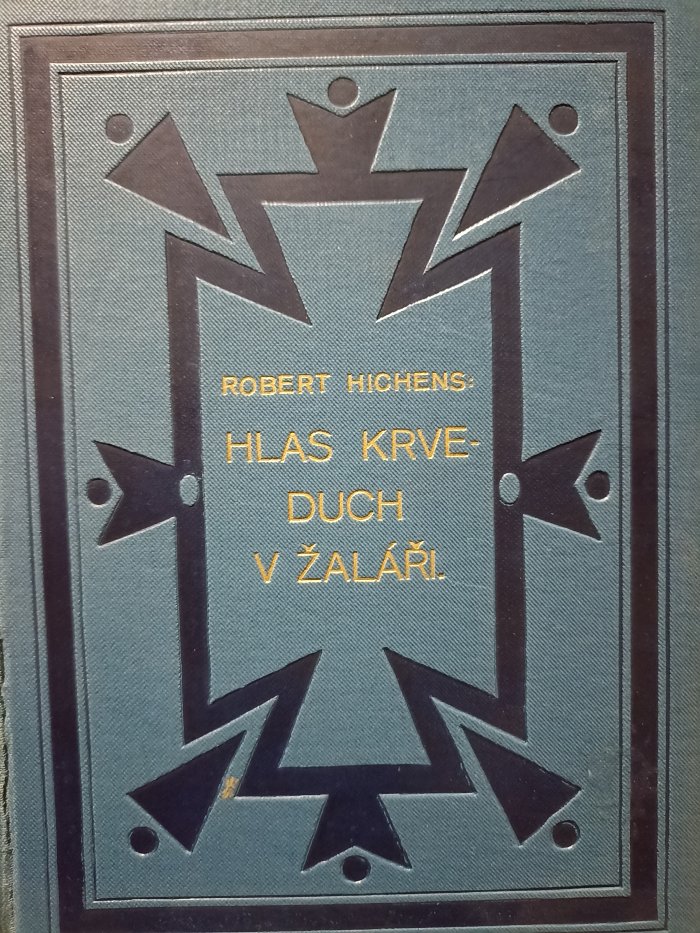 ROBERT HICHENS:
HLAS KRVE-
DUCH
V ŽALÁŘI.